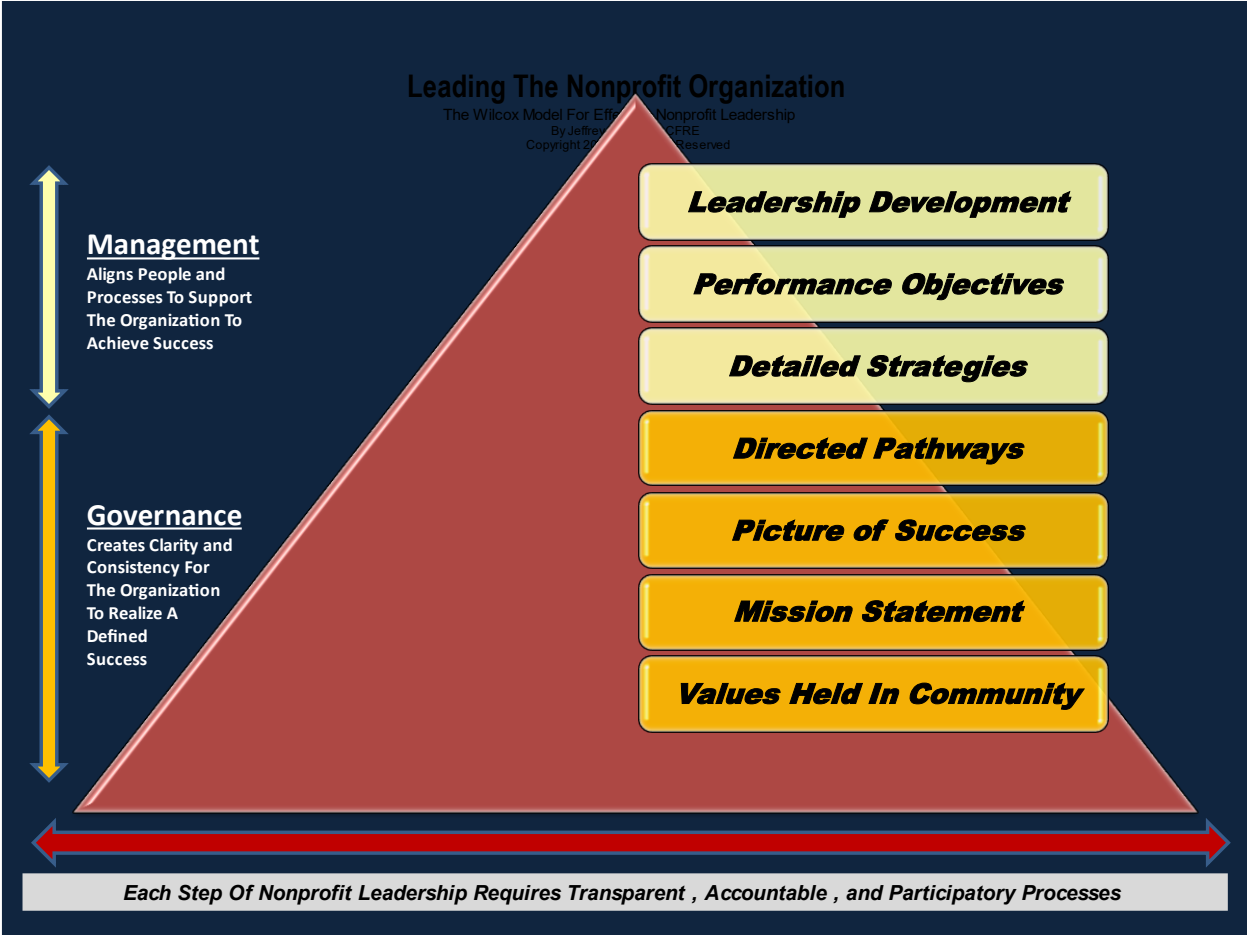 Leading The Nonprofit Organization
The Wilcox Model For Nonprofit Leadership
By Jeffrey CFRE
Copyright Reserved
Management
Aligns People and
Processes To Support
The Organization To
Achieve Success
Governance
Creates Clarity and
Consistency For
The Organization
To Realize A
Defined
Success
Leadership Development
Performance Objectives
Detailed Strategies
Directed Pathways
Picture of Success
Mission Statement
Values Held In Community
Each Step Of Nonprofit Leadership Requires Transparent , Accountable , and Participatory Processes